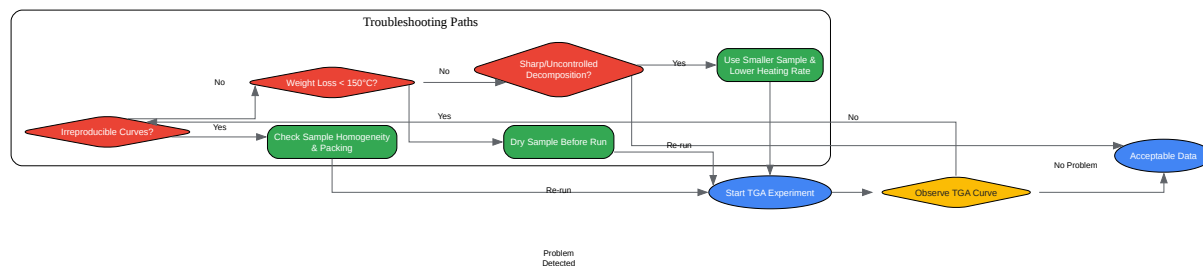 Troubleshooting Paths
Sharp/Uncontrolled
Decomposition?
Yes
Use Smaller Sample &
Lower Heating Rate
No
Weight Loss < 150°C?
No
Irreproducible Curves?
Yes
Check Sample Homogeneity
& Packing
Yes
Dry Sample Before Run
Re-run
No
Acceptable Data
No Problem
Re-run
Start TGA Experiment
Observe TGA Curve
Problem
Detected